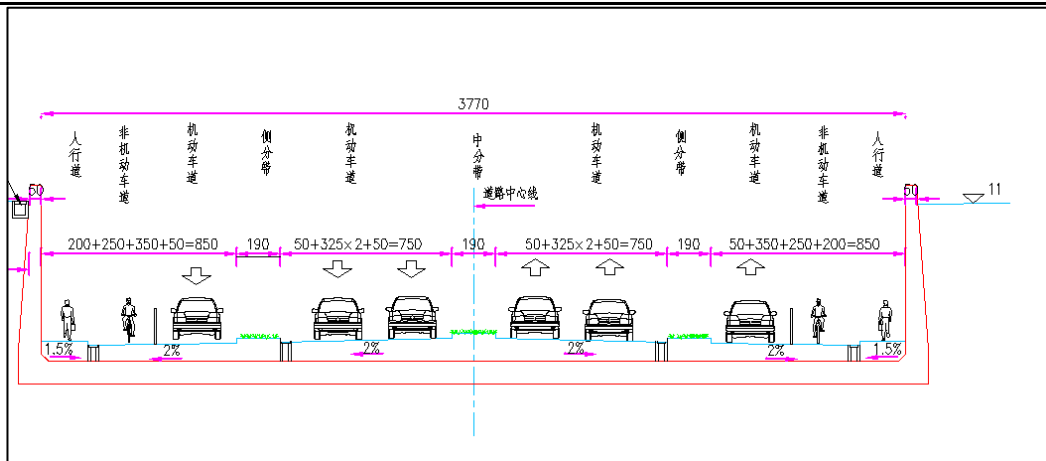 3770
人行道
非机动车道
机动车道
侧分带
机动车道
中分带
机动车道
侧分带
机动车道
非机动车道
人行道
50
道路中心线
50
11
200+250+350+50=850
190
50+325×2+50=750
190
50+325×2+50=750
190
50+350+250+200=850
1.5%
2%
2%
2%
2%
1.5%